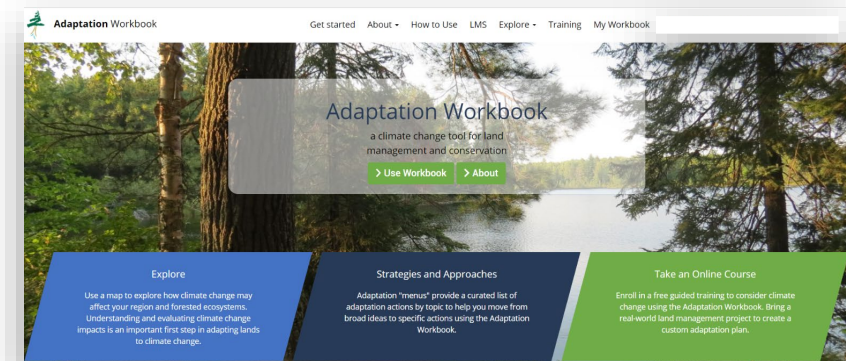 Adaptation Workbook
Get started About How to Use LMS Explore Training My Workbook
Adaptation Workbook
a climate change tool for land
management and conservation
> Use Workbook > About
Explore
Use a map to explore how climate change may
affect your region and forested ecosystems.
Understanding and evaluating climate change
impacts is an important first step in adapting lands
to climate change.
Strategies and Approaches
Adaptation "menus" provide a curated list of
adaptation actions by topic to help you move from
broad ideas to specific actions using the Adaptation
Workbook.
Take an Online Course
Enroll in a free guided training to consider climate
change using the Adaptation Workbook. Bring a
real-world land management project to create a
custom adaptation plan.